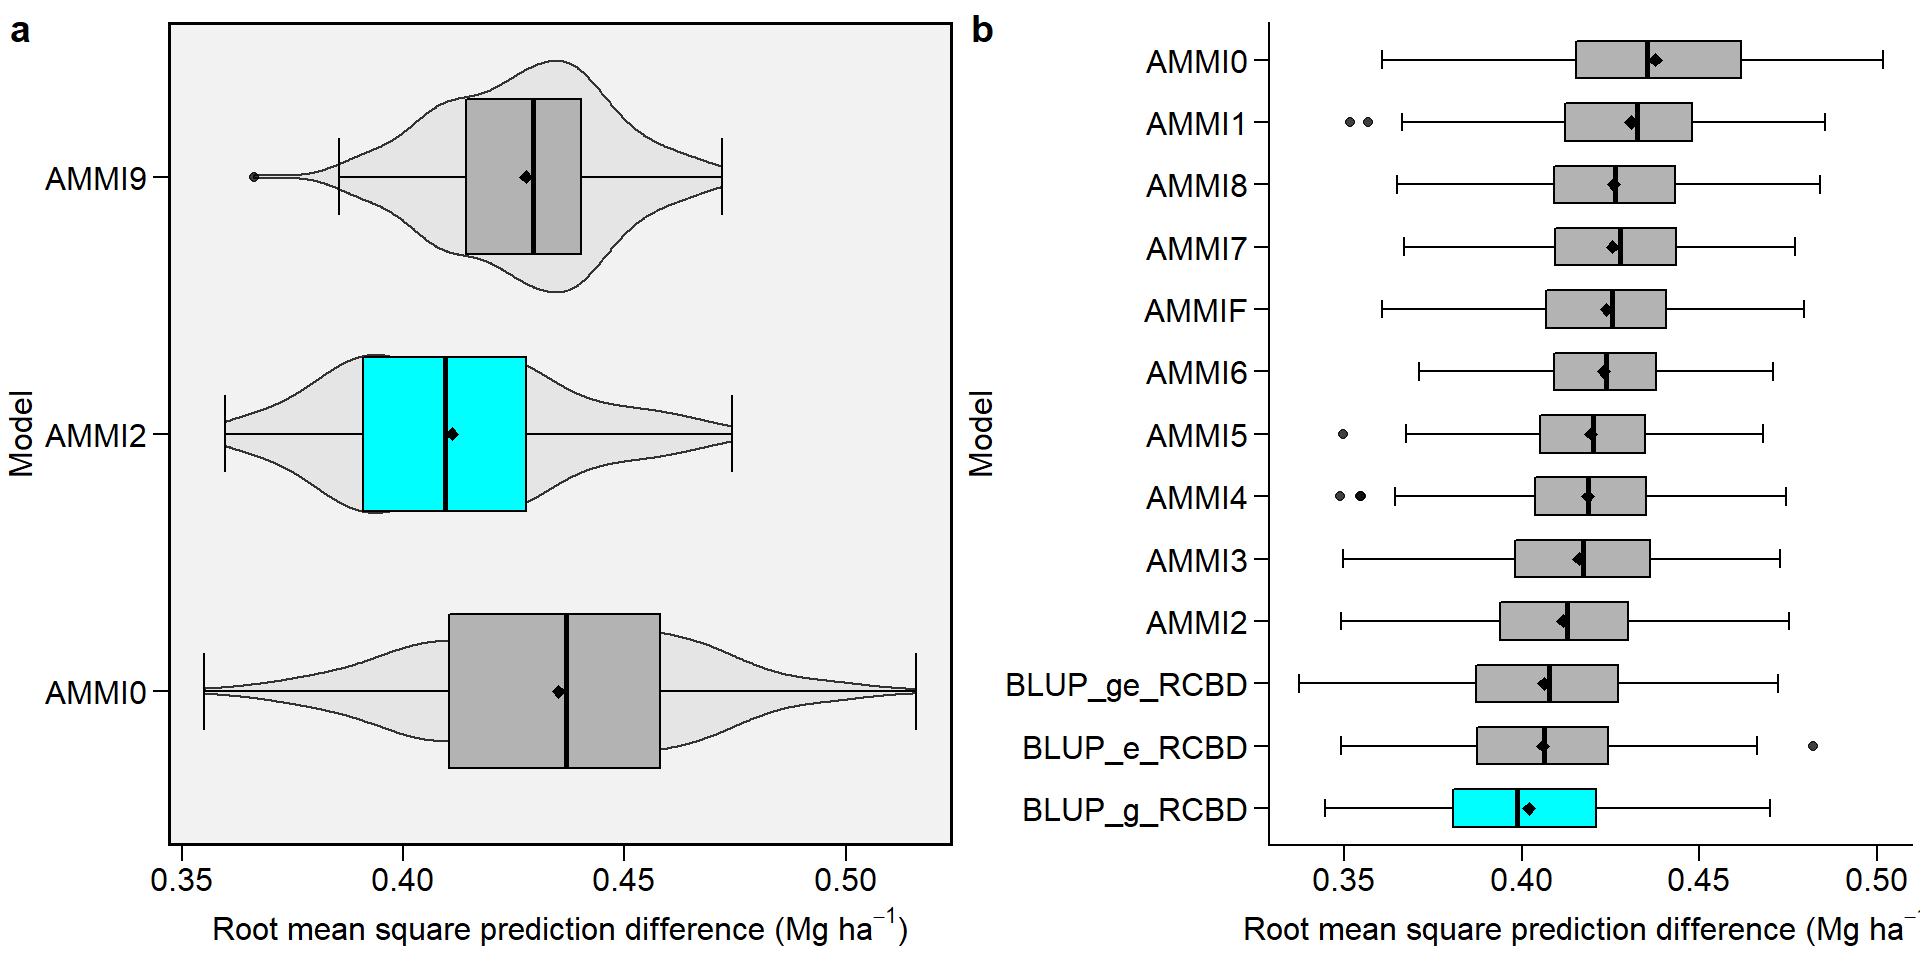 a
Model
AMMI9
AMMI2
AMMI0
0.35 0.40 0.45 0.50
Root mean square prediction difference (Mg ha⁻¹)
b
Model
AMMI0
AMMI1
AMMI8
AMMI7
AMMIF
AMMI6
AMMI5
AMMI4
AMMI3
AMMI2
BLUP_ge_RCBD
BLUP_e_RCBD
BLUP_g_RCBD
0.35 0.40 0.45 0.50
Root mean square prediction difference (Mg ha⁻¹